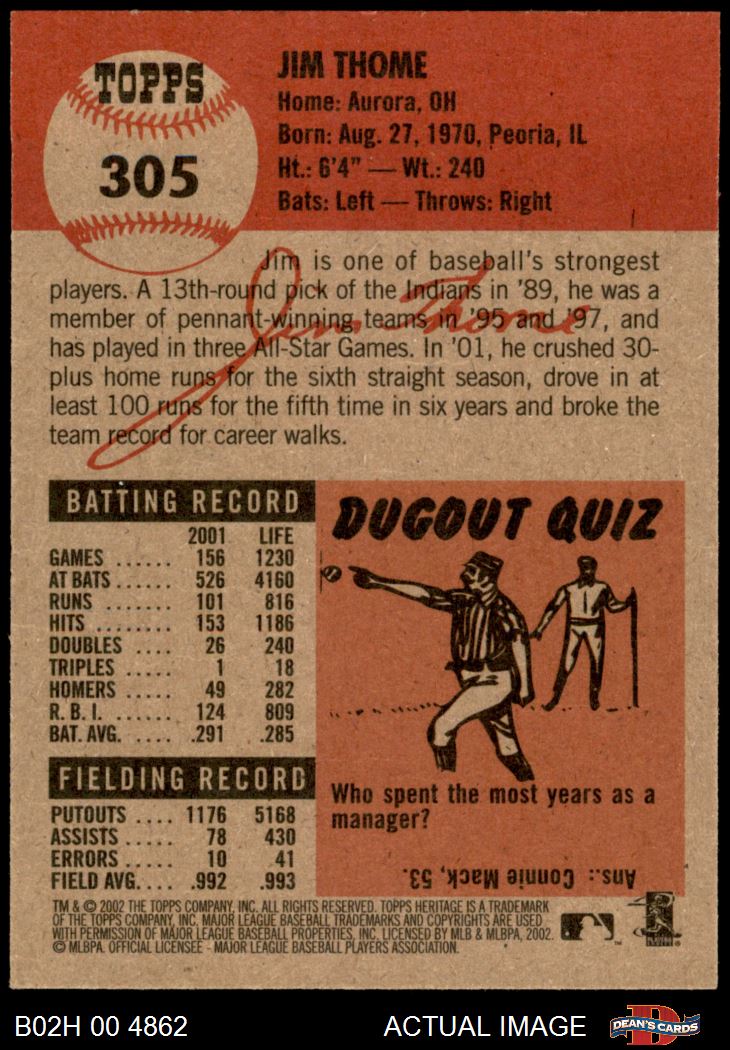 TOPPS
305
JIM THOME
Home: Aurora, OH
Born: Aug. 27, 1970, Peoria, IL
Ht.: 6'4" — Wt.: 240
Bats: Left — Throws: Right
Jim is one of baseball's strongest
players. A 13th-round pick of the Indians in '89, he was a
member of pennant-winning teams in '95 and '97, and
has played in three All-Star Games. In '01, he crushed 30-
plus home runs for the sixth straight season, drove in at
least 100 runs for the fifth time in six years and broke the
team record for career walks.
Jim Thome
BATTING RECORD
2001 LIFE
GAMES ...... 156 1230
AT BATS ..... 526 4160
RUNS ........ 101 816
HITS ........ 153 1186
DOUBLES .... 26 240
TRIPLES ..... 1 18
HOMERS .... 49 282
R. B. I. ...... 124 809
BAT. AVG. .... .291 .285
FIELDING RECORD
PUTOUTS .... 1176 5168
ASSISTS ..... 78 430
ERRORS ..... 10 41
FIELD AVG. ... .992 .993
DUGOUT QUIZ
Who spent the most years as a
manager?
Ans.: Connie Mack, 53.
TM & © 2002 THE TOPPS COMPANY, INC. ALL RIGHTS RESERVED. TOPPS HERITAGE IS A TRADEMARK
OF THE TOPPS COMPANY, INC. MAJOR LEAGUE BASEBALL TRADEMARKS AND COPYRIGHTS ARE USED
WITH PERMISSION OF MAJOR LEAGUE BASEBALL PROPERTIES, INC. LICENSED BY MLB & MLBPA, 2002.
© MLBPA. OFFICIAL LICENSEE - MAJOR LEAGUE BASEBALL PLAYERS ASSOCIATION.
B02H 00 4862
ACTUAL IMAGE
DEAN'S CARDS